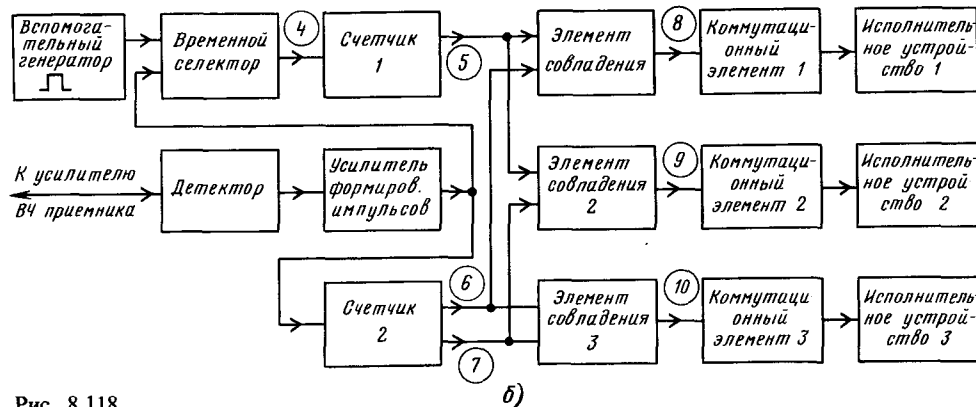 Вспомога-
тельный
генератор
Временной
селектор
4
Счетчик
1
5
Элемент
совпадения
8
Коммутаци-
онный
элемент 1
Исполнитель-
ное устрой-
ство 1
К усилителю
ВЧ приемника
Детектор
Усилитель
формиров.
импульсов
Элемент
совпадения
2
9
Коммутаци-
онный
элемент 2
Исполнитель-
ное устрой-
ство 2
Счетчик
2
6
7
Элемент
совпадения
3
10
Коммутаци
онный
элемент 3
Исполнитель-
ное устрой-
ство 3
Рис. 8.118
б)